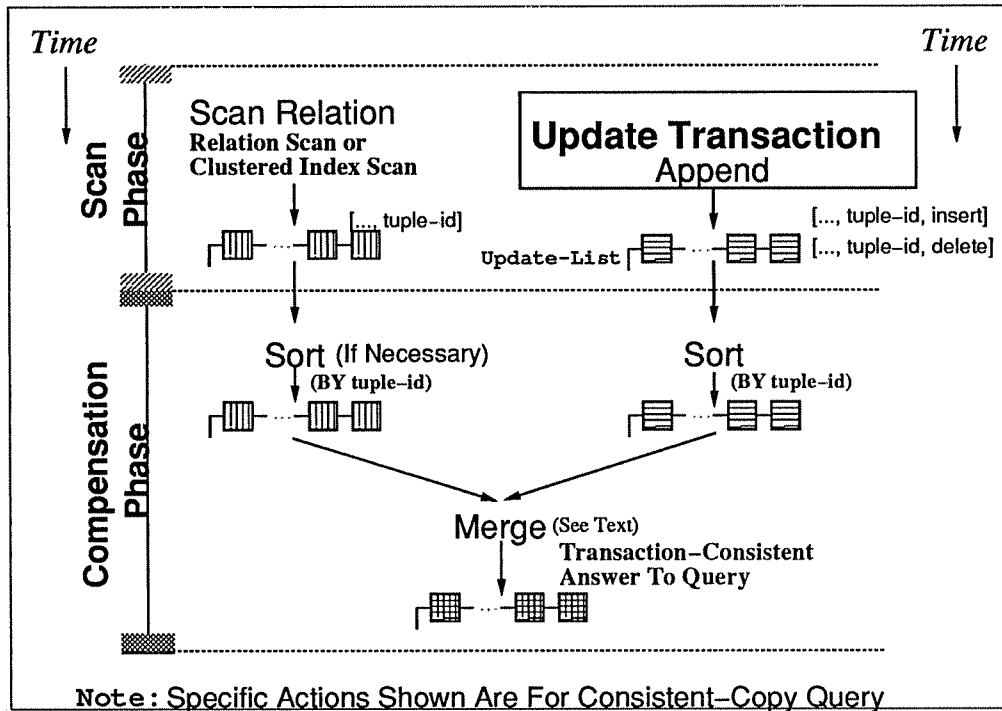 Time
Time
Scan
Phase
Scan Relation
Relation Scan or
Clustered Index Scan
[..., tuple-id]
Update Transaction
Append
Update-List
[..., tuple-id, insert]
[..., tuple-id, delete]
Compensation
Phase
Sort (If Necessary)
(BY tuple-id)
Sort
(BY tuple-id)
Merge (See Text)
Transaction-Consistent
Answer To Query
Note: Specific Actions Shown Are For Consistent-Copy Query